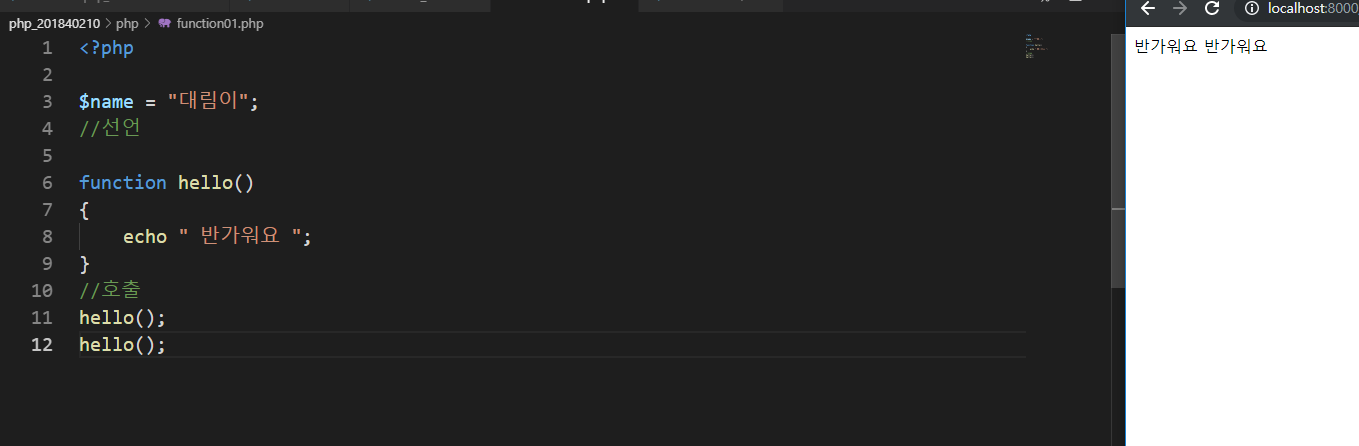 php_201840210 > php > function01.php
1 <?php
2
3 $name = "대림이";
4 //선언
5
6 function hello()
7 {
8 echo " 반가워요 ";
9 }
10 //호출
11 hello();
12 hello();
localhost:8000
반가워요 반가워요